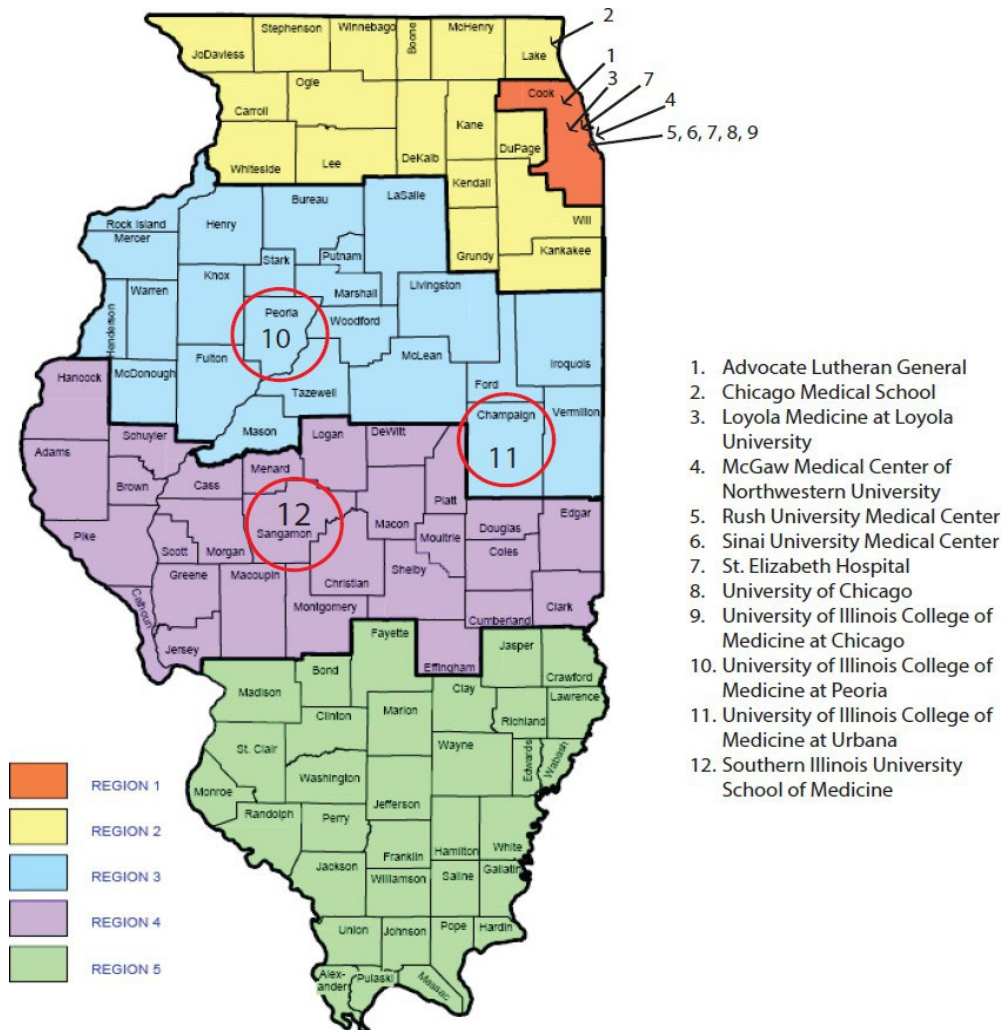 2
Stephenson
Winnebago
Boone
McHenry
JoDaviess
Lake
1
Cook
3
7
4
5, 6, 7, 8, 9
Carroll
Ogle
Kane
DuPage
Whiteside
Lee
DeKalb
Kendall
Will
Rock Island
Mercer
Henry
Bureau
LaSalle
Grundy
Kankakee
Stark
Putnam
Knox
Marshall
Livingston
Henderson
Warren
Peoria
10
Woodford
McLean
Iroquois
Hancock
McDonough
Fulton
Tazewell
Ford
Champaign
Vermilion
11
Mason
Logan
DeWitt
Adams
Schuyler
Menard
Brown
Cass
12
Sangamon
Piatt
Macon
Douglas
Edgar
Pike
Scott
Morgan
Moultrie
Coles
Greene
Macoupin
Christian
Shelby
Calhoun
Montgomery
Cumberland
Clark
Jersey
Fayette
Effingham
Jasper
Bond
Crawford
Madison
Clay
Lawrence
Clinton
Marion
Richland
St. Clair
Wayne
Edwards
Wabash
Washington
Monroe
Jefferson
Randolph
Perry
Hamilton
White
Franklin
Jackson
Williamson
Saline
Gallatin
Union
Johnson
Pope
Hardin
Alex-
ander
Pulaski
Massac
1. Advocate Lutheran General
2. Chicago Medical School
3. Loyola Medicine at Loyola
University
4. McGaw Medical Center of
Northwestern University
5. Rush University Medical Center
6. Sinai University Medical Center
7. St. Elizabeth Hospital
8. University of Chicago
9. University of Illinois College of
Medicine at Chicago
10. University of Illinois College of
Medicine at Peoria
11. University of Illinois College of
Medicine at Urbana
12. Southern Illinois University
School of Medicine
REGION 1
REGION 2
REGION 3
REGION 4
REGION 5